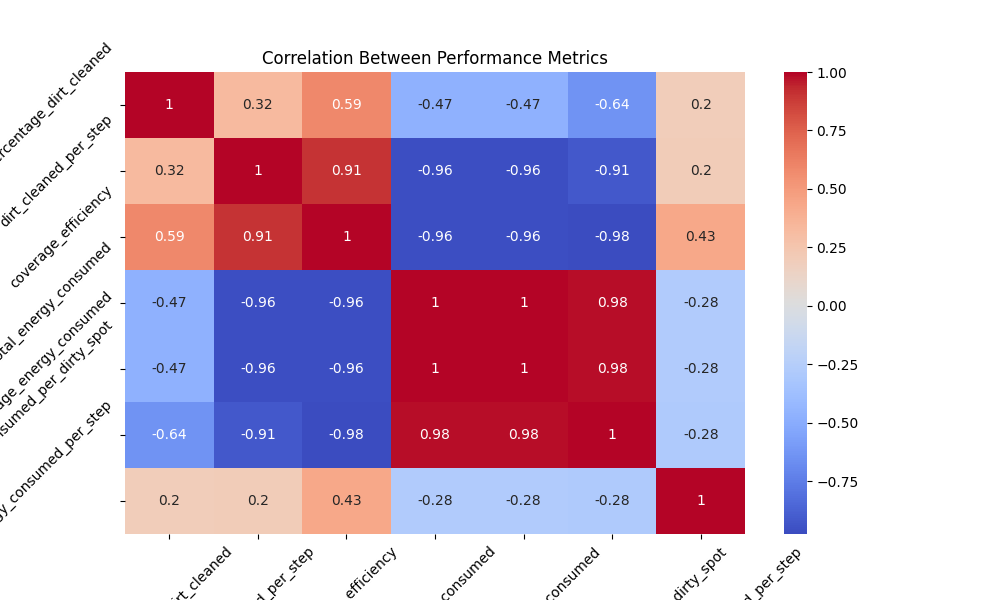 Correlation Between Performance Metrics
ercentage_dirt_cleaned
dirt_cleaned_per_step
coverage_efficiency
otal_energy_consumed
age_energy_consumed
nsumed_per_dirty_spot
gy_consumed_per_step
1 0.32 0.59 -0.47 -0.47 -0.64 0.2
0.32 1 0.91 -0.96 -0.96 -0.91 0.2
0.59 0.91 1 -0.96 -0.96 -0.98 0.43
-0.47 -0.96 -0.96 1 1 0.98 -0.28
-0.47 -0.96 -0.96 1 1 0.98 -0.28
-0.64 -0.91 -0.98 0.98 0.98 1 -0.28
0.2 0.2 0.43 -0.28 -0.28 -0.28 1
irt_cleaned
d_per_step
efficiency
consumed
consumed
dirty_spot
d_per_step
1.00
0.75
0.50
0.25
0.00
−0.25
−0.50
−0.75